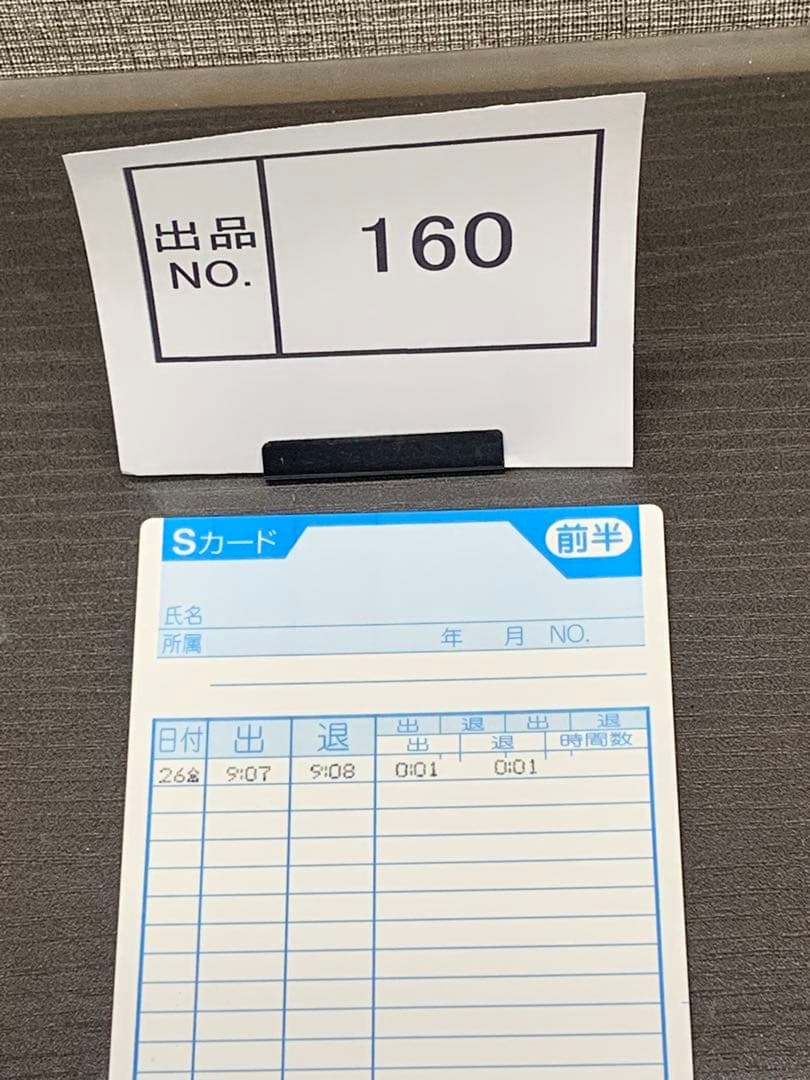 出品
NO.
160
Sカード 前半
氏名
所属 年 月 NO.
日付 出 退 出 退 出 退
出 退 時間数
26金 9:07 9:08 0:01 0:01